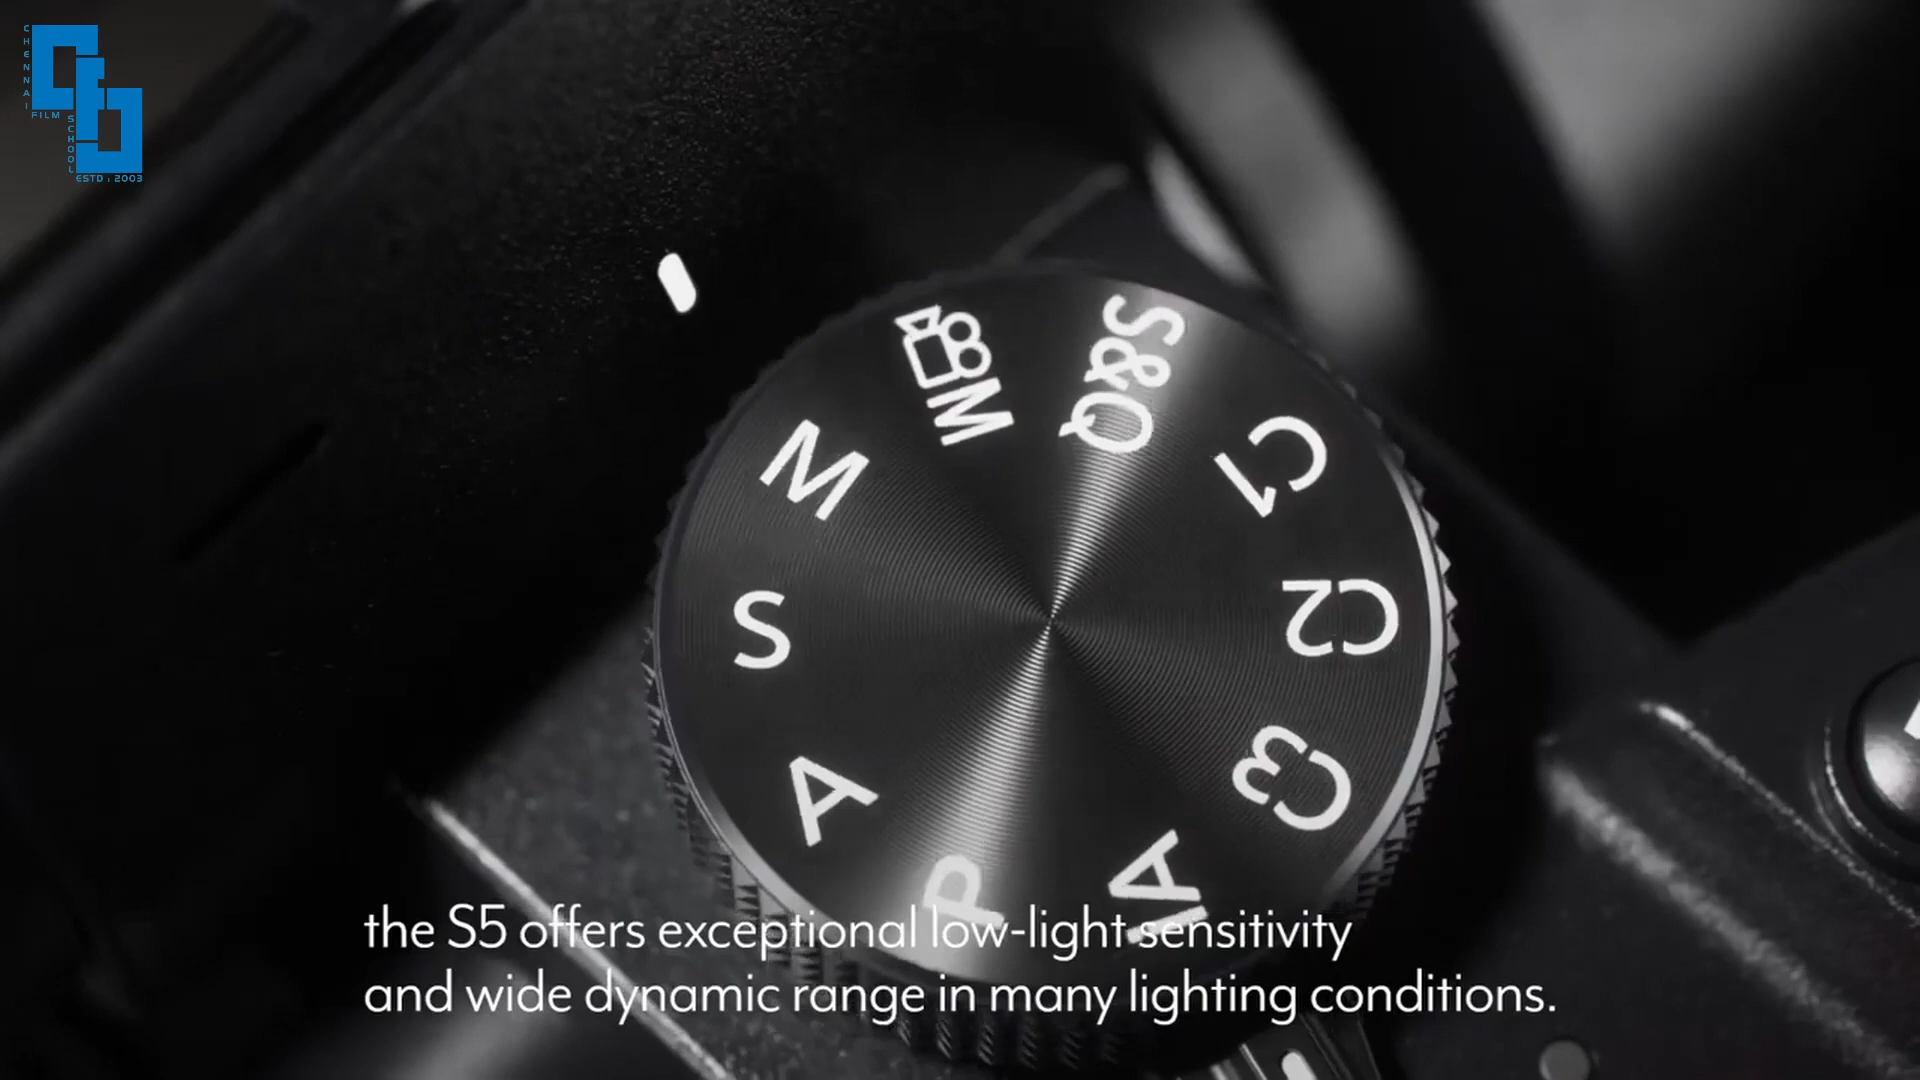 CHENNAI
FILM
SCHOOL
ESTD : 2003
S&Q
M
C1
M
C2
S
C3
A
iA
P
the S5 offers exceptional low-light sensitivity
and wide dynamic range in many lighting conditions.